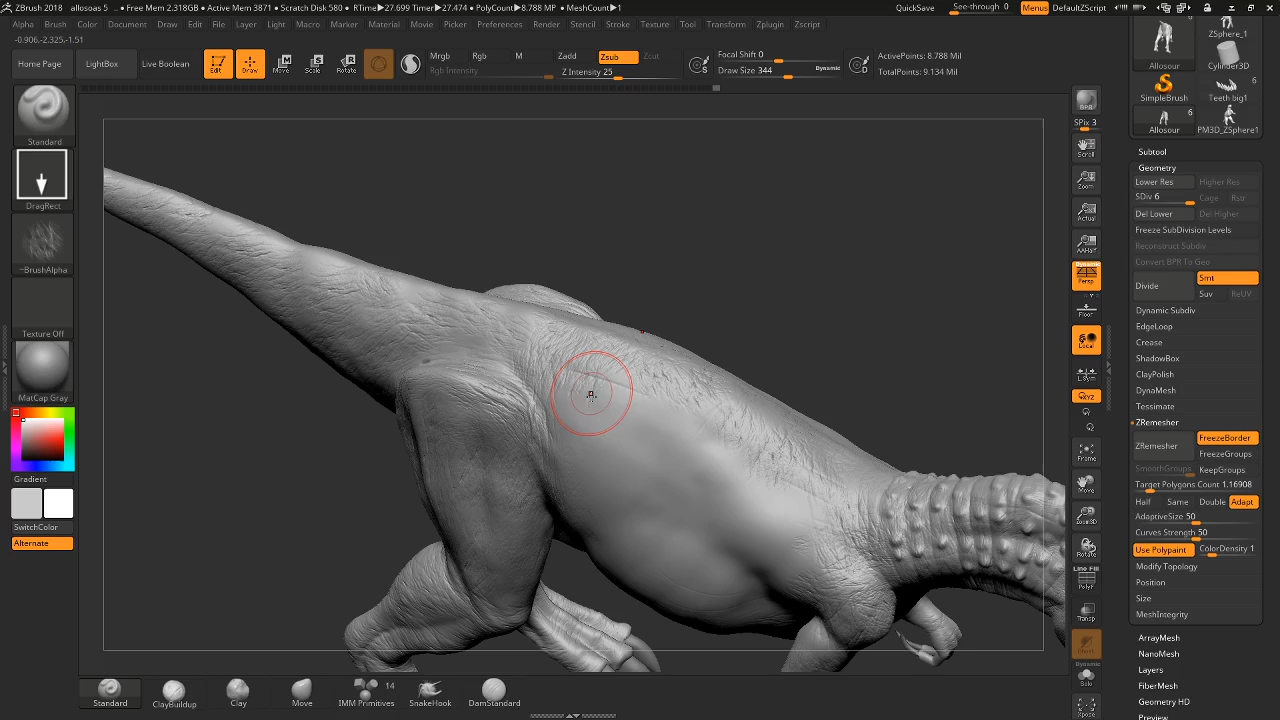 ZBrush 2018 allosoas 5 .. ● Free Mem 2.318GB ● Active Mem 3871 ● Scratch Disk 580 ● RTime▶27.699 Timer▶27.474 ● PolyCount▶8.788 MP ● MeshCount▶1
QuickSave See-through 0 Menus DefaultZScript
Alpha Brush Color Document Draw Edit File Layer Light Macro Marker Material Movie Picker Preferences Render Stencil Stroke Texture Tool Transform Zplugin Zscript
-0.906,-2.325,-1.51
Home Page LightBox Live Boolean Edit Draw Move Scale Rotate
Mrgb Rgb M Zadd Zsub Zcut
Rgb Intensity Z Intensity 25
Focal Shift 0
Draw Size 344 Dynamic
ActivePoints: 8.788 Mil
TotalPoints: 9.134 Mil
Standard
DragRect
~BrushAlpha
Texture Off
MatCap Gray
Gradient
SwitchColor
Alternate
BPR
SPix 3
Scroll
Zoom
Actual
AAHalf
Dynamic
Persp
Floor
Local
L.Sym
XYZ
Frame
Move
Zoom3D
Rotate
Line Fill
PolyF
Transp
Dynamic
Solo
Xpose
ZSphere_1
Allosour Cylinder3D
6
SimpleBrush Teeth big1
6
Allosour PM3D_ZSphere1
Subtool
Geometry
Lower Res Higher Res
SDiv 6 Cage Rstr
Del Lower Del Higher
Freeze SubDivision Levels
Reconstruct Subdiv
Convert BPR To Geo
Divide Smt
Suv ReUV
Dynamic Subdiv
EdgeLoop
Crease
ShadowBox
ClayPolish
DynaMesh
Tessimate
ZRemesher
ZRemesher FreezeBorder
FreezeGroups
SmoothGroups KeepGroups
Target Polygons Count 1.16908
Half Same Double Adapt
AdaptiveSize 50
Curves Strength 50
Use Polypaint ColorDensity 1
Modify Topology
Position
Size
MeshIntegrity
ArrayMesh
NanoMesh
Layers
FiberMesh
Geometry HD
Preview
Standard ClayBuildup Clay Move IMM Primitives 14 SnakeHook DamStandard